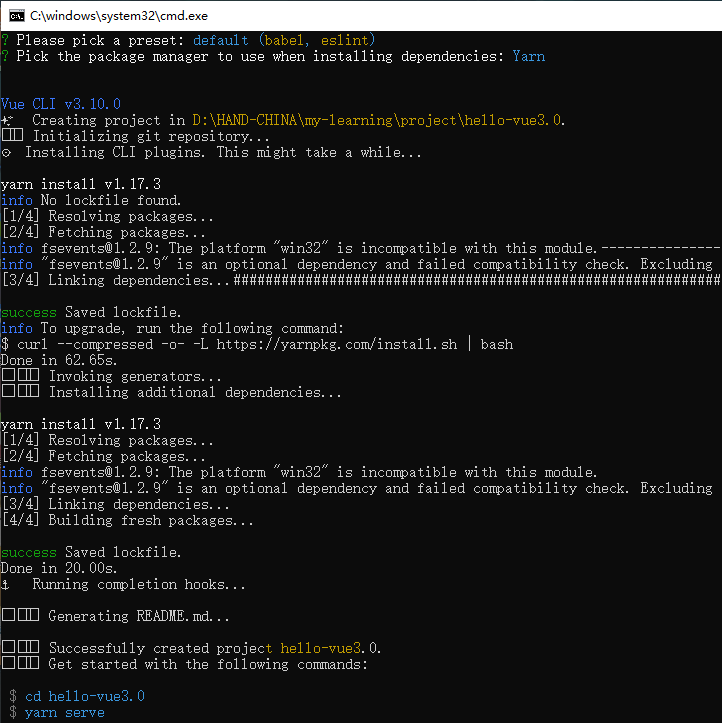 C:\windows\system32\cmd.exe
? Please pick a preset: default (babel, eslint)
? Pick the package manager to use when installing dependencies: Yarn
Vue CLI v3.10.0
Creating project in D:\HAND-CHINA\my-learning\project\hello-vue3.0.
Initializing git repository...
Installing CLI plugins. This might take a while...
yarn install v1.17.3
info No lockfile found.
[1/4] Resolving packages...
[2/4] Fetching packages...
info fsevents@1.2.9: The platform "win32" is incompatible with this module.---------------
info "fsevents@1.2.9" is an optional dependency and failed compatibility check. Excluding
[3/4] Linking dependencies...#############################################################
success Saved lockfile.
info To upgrade, run the following command:
$ curl --compressed -o- -L https://yarnpkg.com/install.sh | bash
Done in 62.65s.
Invoking generators...
Installing additional dependencies...
yarn install v1.17.3
[1/4] Resolving packages...
[2/4] Fetching packages...
info fsevents@1.2.9: The platform "win32" is incompatible with this module.
info "fsevents@1.2.9" is an optional dependency and failed compatibility check. Excluding
[3/4] Linking dependencies...
[4/4] Building fresh packages...
success Saved lockfile.
Done in 20.00s.
Running completion hooks...
Generating README.md...
Successfully created project hello-vue3.0.
Get started with the following commands:
$ cd hello-vue3.0
$ yarn serve